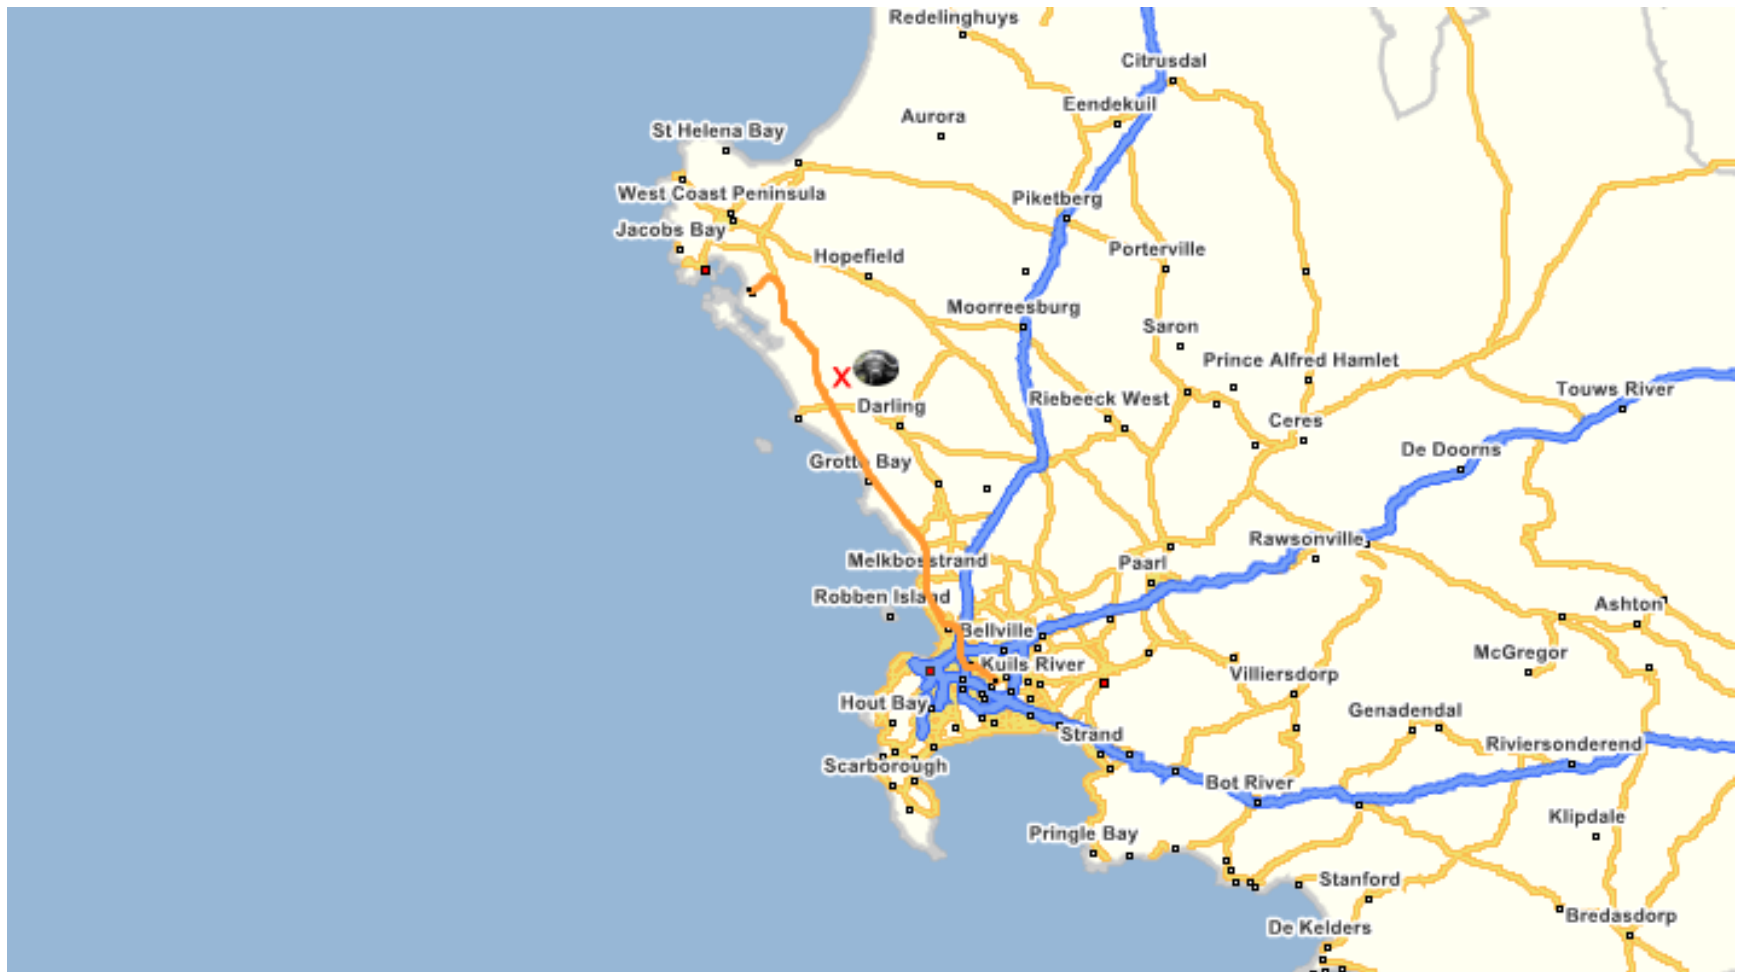 Redelinghuys
Citrusdal
Eendekuil
Aurora
St Helena Bay
West Coast Peninsula
Piketberg
Jacobs Bay
Hopefield
Porterville
Moorreesburg
Saron
Prince Alfred Hamlet
X
Touws River
Riebeeck West
Darling
Ceres
De Doorns
Grotto Bay
Rawsonville
Melkbosstrand
Paarl
Robben Island
Ashton
Bellville
McGregor
Kuils River
Villiersdorp
Hout Bay
Genadendal
Strand
Riviersonderend
Scarborough
Bot River
Klipdale
Pringle Bay
Stanford
Bredasdorp
De Kelders